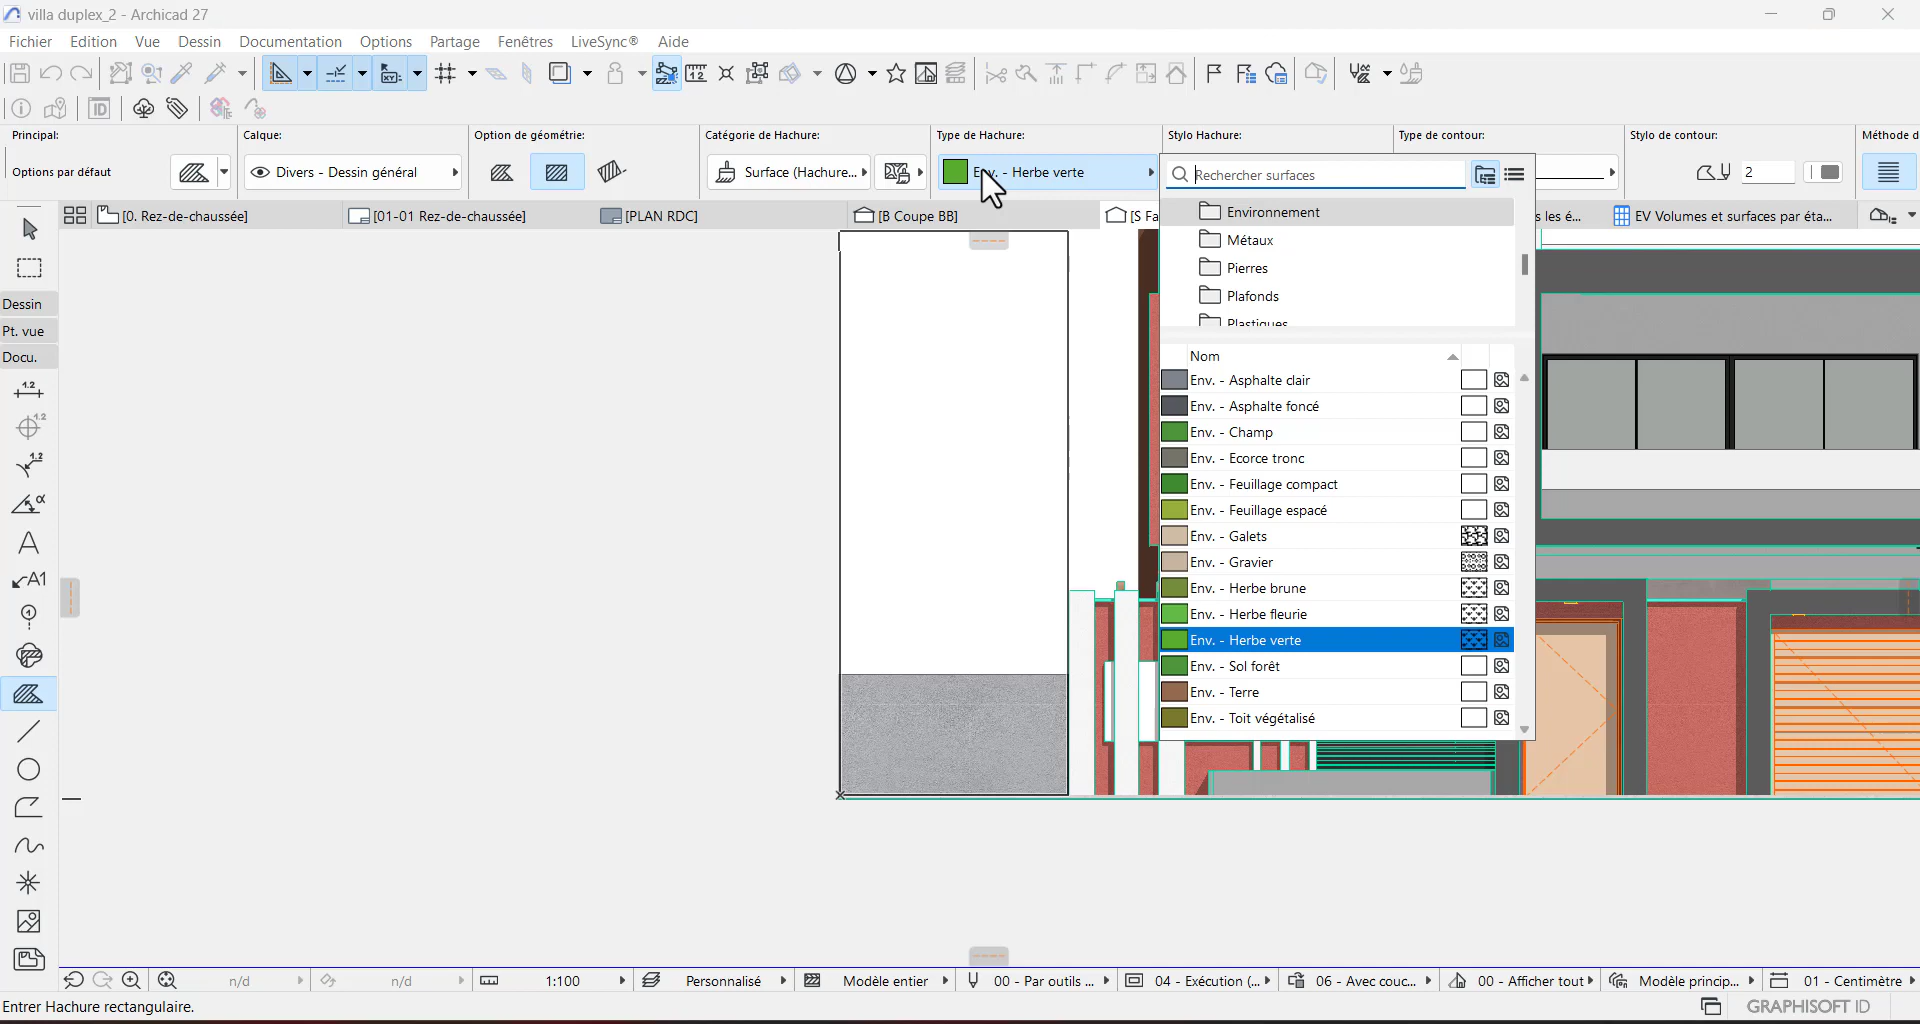 villa duplex_2 - Archicad 27
Fichier Edition Vue Dessin Documentation Options Partage Fenêtres LiveSync® Aide
Principal: Calque: Option de géométrie: Catégorie de Hachure: Type de Hachure: Stylo Hachure: Type de contour: Stylo de contour: Méthode d
Options par défaut Divers - Dessin général Surface (Hachure... Env. - Herbe verte Rechercher surfaces 2
[0. Rez-de-chaussée] [01-01 Rez-de-chaussée] [PLAN RDC] [B Coupe BB] [S Fa s les é... EV Volumes et surfaces par éta...
Environnement
Métaux
Pierres
Plafonds
Plastiques
Nom
Env. - Asphalte clair
Env. - Asphalte foncé
Env. - Champ
Env. - Ecorce tronc
Env. - Feuillage compact
Env. - Feuillage espacé
Env. - Galets
Env. - Gravier
Env. - Herbe brune
Env. - Herbe fleurie
Env. - Herbe verte
Env. - Sol forêt
Env. - Terre
Env. - Toit végétalisé
Dessin
Pt. vue
Docu.
n/d n/d 1:100 Personnalisé Modèle entier 00 - Par outils ... 04 - Exécution (... 06 - Avec couc... 00 - Afficher tout Modèle princip... 01 - Centimètre
Entrer Hachure rectangulaire. GRAPHISOFT ID